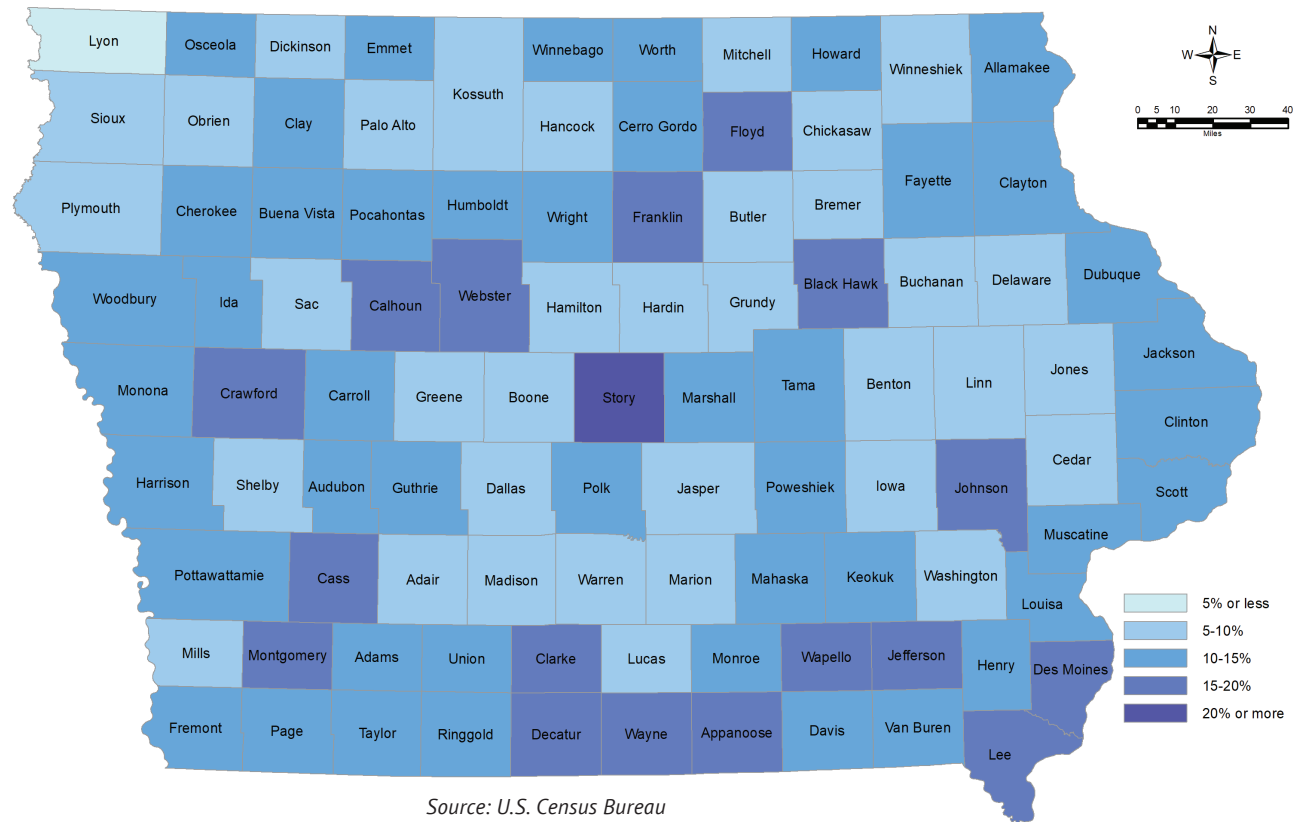 Lyon
Osceola
Dickinson
Emmet
Kossuth
Winnebago
Worth
Mitchell
Howard
Winneshiek
Allamakee
N
W E
S
0 5 10 20 30 40
Miles
Sioux
Obrien
Clay
Palo Alto
Hancock
Cerro Gordo
Floyd
Chickasaw
Fayette
Clayton
Plymouth
Cherokee
Buena Vista
Pocahontas
Humboldt
Wright
Franklin
Butler
Bremer
Woodbury
Ida
Sac
Calhoun
Webster
Hamilton
Hardin
Grundy
Black Hawk
Buchanan
Delaware
Dubuque
Monona
Crawford
Carroll
Greene
Boone
Story
Marshall
Tama
Benton
Linn
Jones
Jackson
Clinton
Harrison
Shelby
Audubon
Guthrie
Dallas
Polk
Jasper
Poweshiek
Iowa
Johnson
Cedar
Scott
Muscatine
Pottawattamie
Cass
Adair
Madison
Warren
Marion
Mahaska
Keokuk
Washington
Louisa
Mills
Montgomery
Adams
Union
Clarke
Lucas
Monroe
Wapello
Jefferson
Henry
Des Moines
Fremont
Page
Taylor
Ringgold
Decatur
Wayne
Appanoose
Davis
Van Buren
Lee
5% or less
5-10%
10-15%
15-20%
20% or more
Source: U.S. Census Bureau